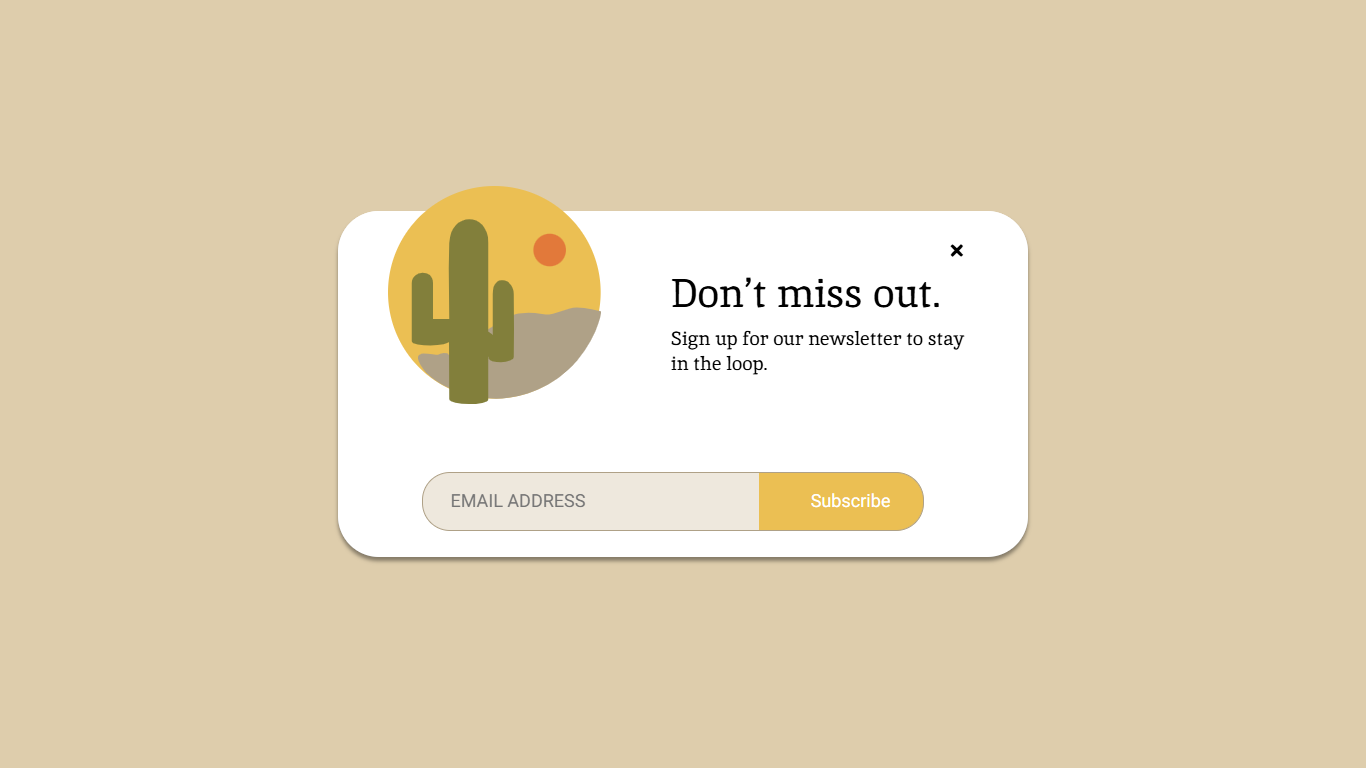 Don’t miss out.
Sign up for our newsletter to stay
in the loop.
EMAIL ADDRESS
Subscribe